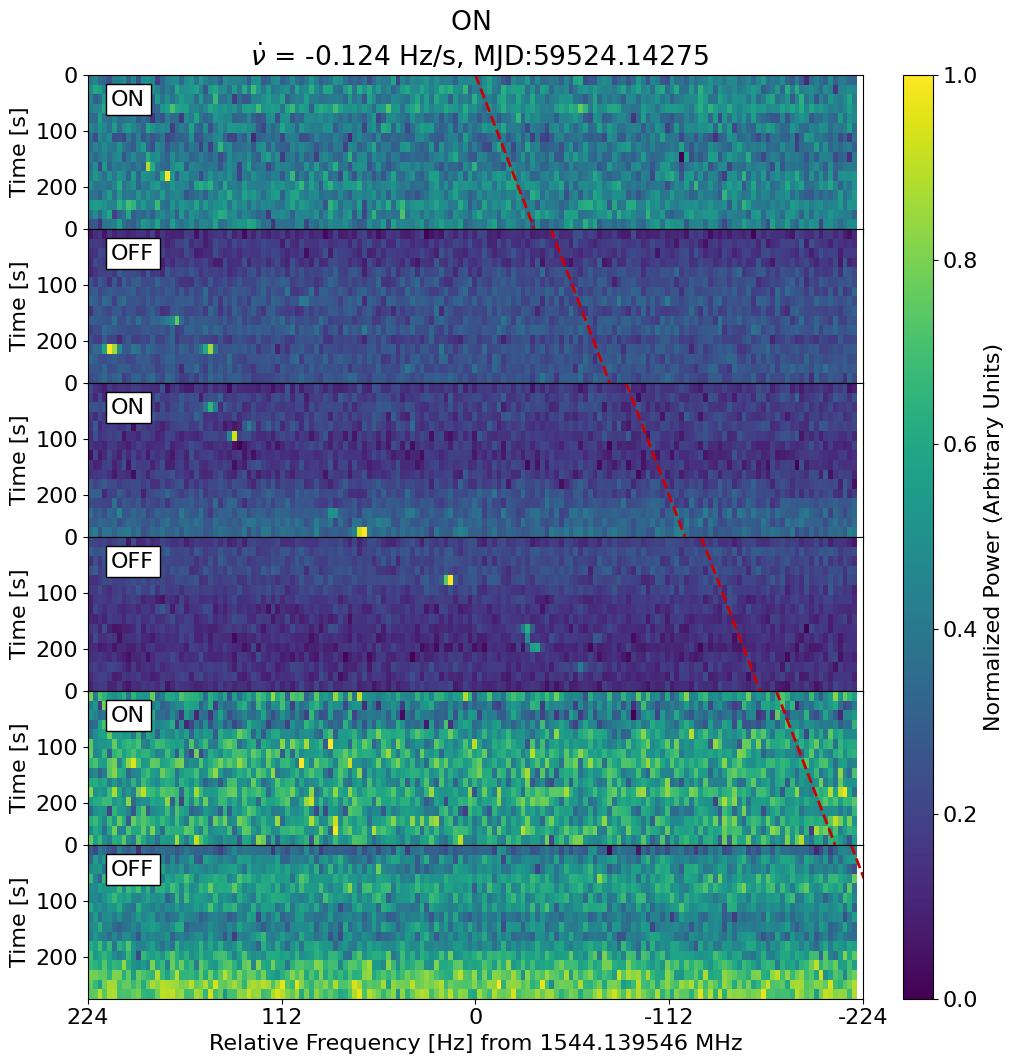 ON
ν̇ = -0.124 Hz/s, MJD:59524.14275
0
100
200
Time [s]
ON
0
100
200
Time [s]
OFF
0
100
200
Time [s]
ON
0
100
200
Time [s]
OFF
0
100
200
Time [s]
ON
0
100
200
Time [s]
OFF
224 112 0 -112 -224
Relative Frequency [Hz] from 1544.139546 MHz
1.0
0.8
0.6
0.4
0.2
0.0
Normalized Power (Arbitrary Units)